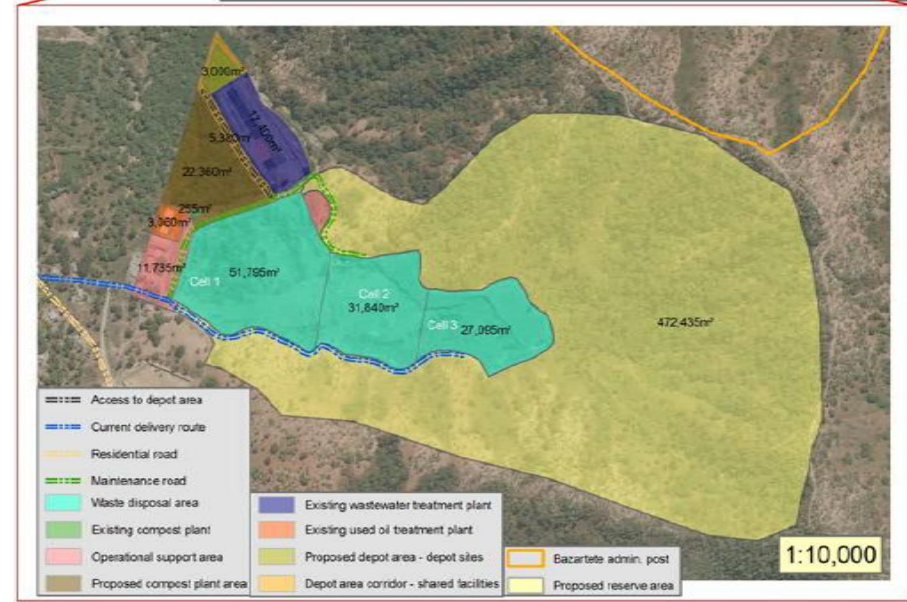 3,000m²
12,400m²
5,380m²
22,360m²
255m²
3,060m²
11,735m²
51,795m²
Cell 1
Cell 2
31,840m²
Cell 3
27,095m²
472,435m²
Access to depot area
Current delivery route
Residential road
Maintenance road
Waste disposal area
Existing compost plant
Operational support area
Proposed compost plant area
Existing wastewater treatment plant
Existing used oil treatment plant
Proposed depot area - depot sites
Depot area corridor - shared facilities
Bazartete admin. post
Proposed reserve area
1:10,000